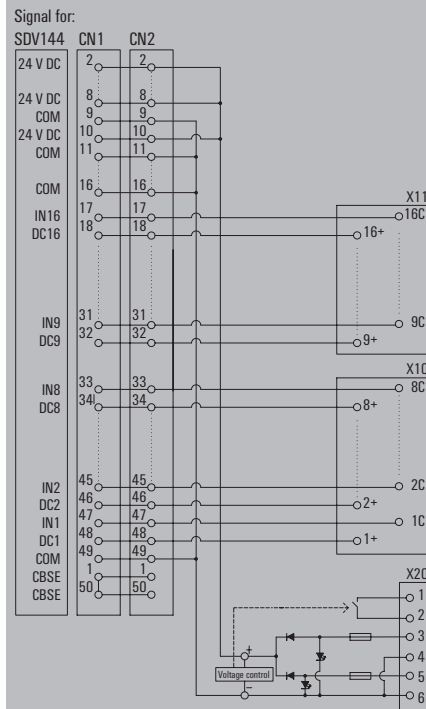 Signal for:
SDV144 CN1 CN2
24 V DC 2 2
24 V DC 8 8
COM 9 9
24 V DC 10 10
COM 11 11
COM 16 16
X11
IN16 17 17 16C
DC16 18 18 16+
IN9 31 31 9C
DC9 32 32 9+
X10
IN8 33 33 8C
DC8 34 34 8+
IN2 45 45 2C
DC2 46 46 2+
IN1 47 47 1C
DC1 48 48 1+
COM 49 49
X20
CBSE 1 1
CBSE 50 50
1
2
+ 3
4
Voltage control 5
– 6